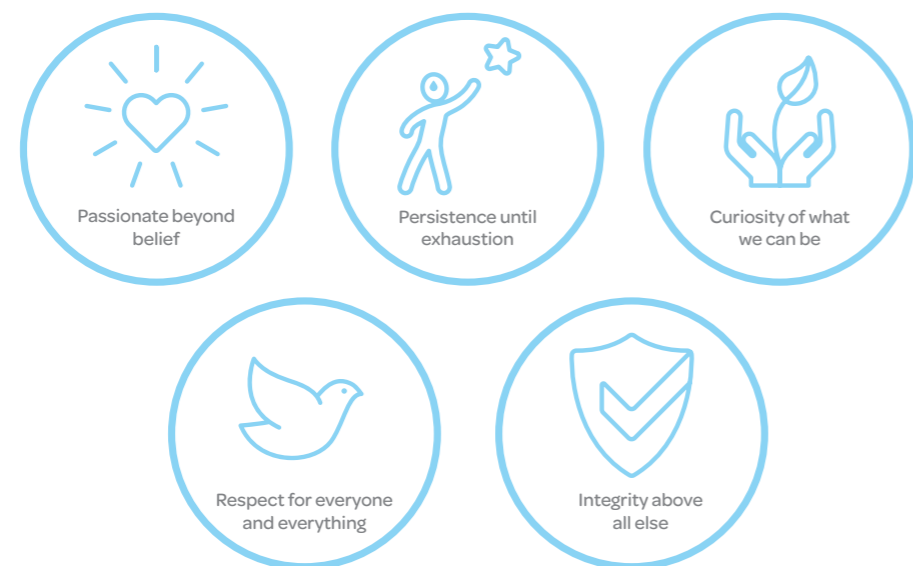 Passionate beyond
belief
Persistence until
exhaustion
Curiosity of what
we can be
Respect for everyone
and everything
Integrity above
all else